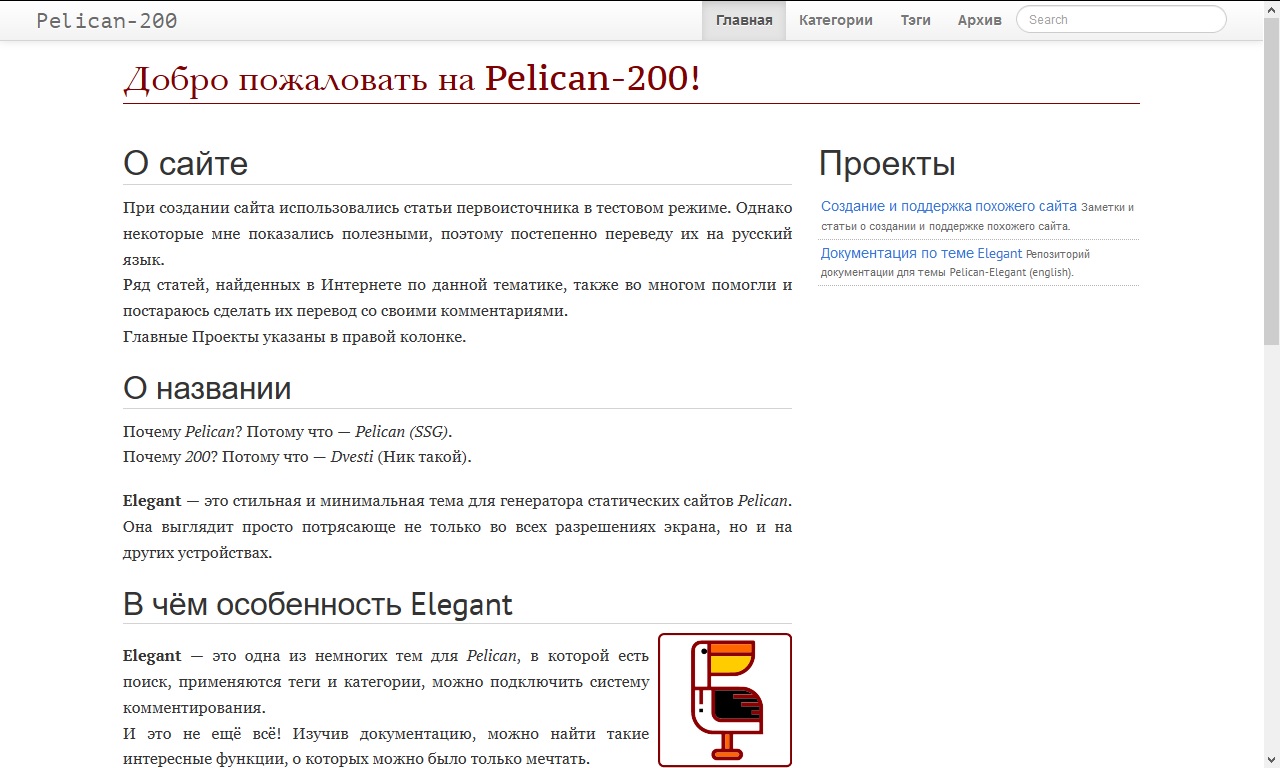 Pelican-200
Главная Категории Тэги Архив Search
Добро пожаловать на Pelican-200!
О сайте
При создании сайта использовались статьи первоисточника в тестовом режиме. Однако
некоторые мне показались полезными, поэтому постепенно переведу их на русский
язык.
Ряд статей, найденных в Интернете по данной тематике, также во многом помогли и
постараюсь сделать их перевод со своими комментариями.
Главные Проекты указаны в правой колонке.
О названии
Почему Pelican? Потому что — Pelican (SSG).
Почему 200? Потому что — Dvesti (Ник такой).
Elegant — это стильная и минимальная тема для генератора статических сайтов Pelican.
Она выглядит просто потрясающе не только во всех разрешениях экрана, но и на
других устройствах.
В чём особенность Elegant
Elegant — это одна из немногих тем для Pelican, в которой есть
поиск, применяются теги и категории, можно подключить систему
комментирования.
И это не ещё всё! Изучив документацию, можно найти такие
интересные функции, о которых можно было только мечтать.
Проекты
Создание и поддержка похожего сайта Заметки и
статьи о создании и поддержке похожего сайта.
Документация по теме Elegant Репозиторий
документации для темы Pelican-Elegant (english).